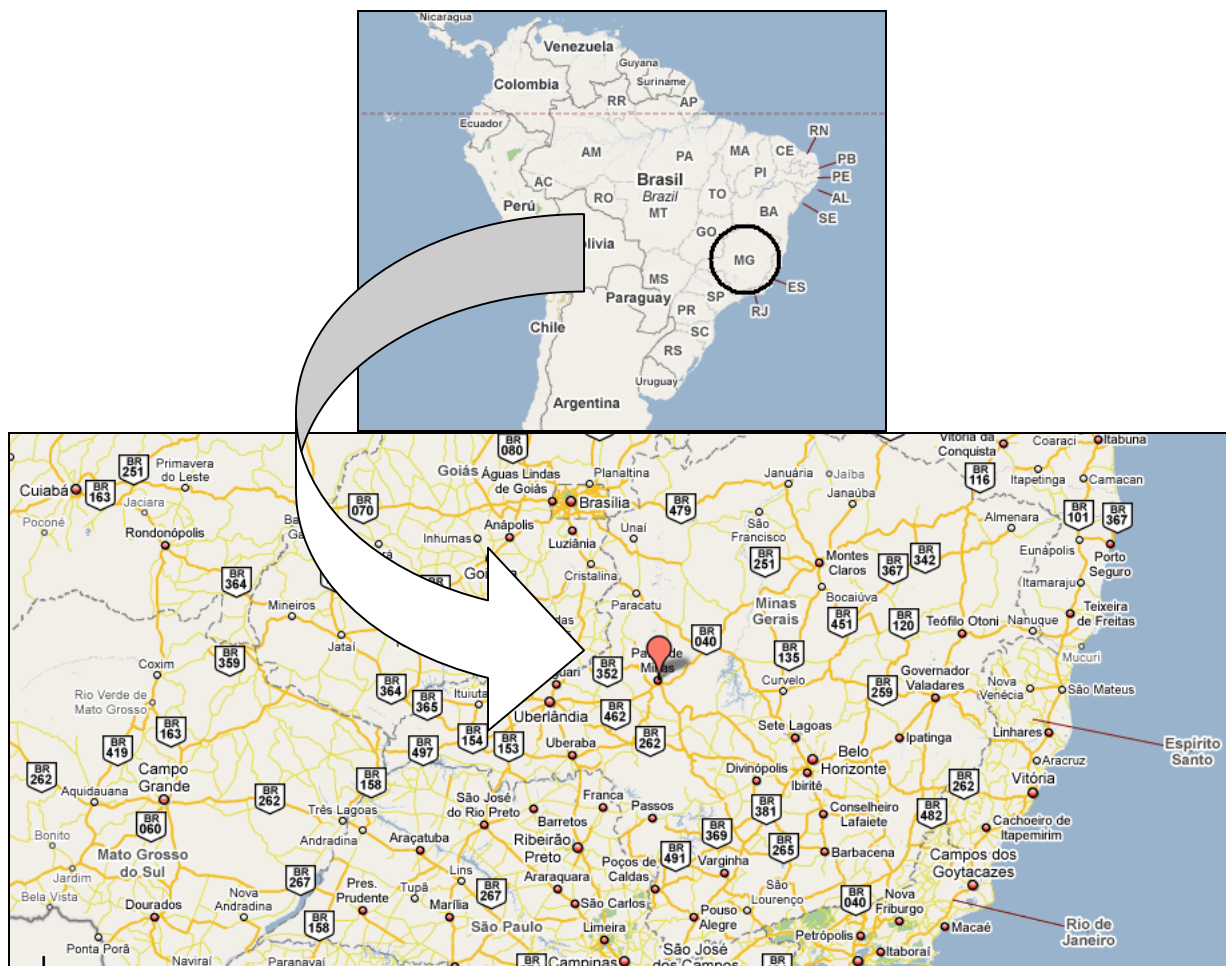 Nicaragua
Venezuela
Guyana
Colombia
Suriname
RR
AP
Ecuador
RN
AM
PA
MA
CE
PB
PI
PE
AC
Brasil
Brazil
RO
TO
AL
Perú
MT
BA
SE
GO
livia
MG
MS
ES
Paraguay
SP
RJ
PR
Chile
SC
RS
Uruguay
Argentina
BR
080
Vitória da
Conquista
Coaraci
Itabuna
BR
251
Primavera
do Leste
Goiás
Águas Lindas
de Goiás
Planaltina
Januária
Jaíba
BR
116
Itapetinga
Camacan
Cuiabá
BR
163
Jaciara
BR
070
Brasília
BR
479
Janaúba
Poconé
Rondonópolis
Anápolis
Inhumas
Luziânia
Unaí
São
Francisco
Almenara
BR
101
BR
367
Eunápolis
Porto
Seguro
BR
364
Cristalina
BR
251
Montes
Claros
BR
367
BR
342
Itamaraju
Mineiros
Paracatu
Minas
Gerais
Bocaiúva
BR
451
BR
120
Teófilo Otoni
Nanuque
Teixeira
de Freitas
Jataí
BR
040
BR
135
Mucuri
Coxim
BR
359
BR
352
Rio Verde de
Mato Grosso
BR
364
BR
365
Curvelo
BR
259
Governador
Valadares
Nova
Venécia
São Mateus
BR
163
BR
419
Uberlândia
BR
462
BR
262
Sete Lagoas
Ipatinga
Linhares
Espírito
Santo
BR
154
BR
153
BR
497
Uberaba
Belo
Horizonte
Aracruz
BR
262
Campo
Grande
BR
158
Divinópolis
Ibirité
BR
262
Vitória
Aquidauana
BR
262
Três Lagoas
São José
do Rio Preto
Franca
Passos
BR
381
Conselheiro
Lafaiete
BR
482
Cachoeiro de
Itapemirim
BR
060
Bonito
Andradina
Araçatuba
Barretos
Ribeirão
Preto
BR
369
BR
265
Barbacena
Mato Grosso
do Sul
BR
491
Poços de
Caldas
Varginha
Campos dos
Goytacazes
Jardim
Bela Vista
BR
267
Lins
Araraquara
Dourados
Nova
Andradina
Pres.
Prudente
Tupã
BR
267
Marília
São Carlos
São
Lourenço
BR
040
Nova
Friburgo
BR
158
São Paulo
Limeira
Pouso
Alegre
Petrópolis
Macaé
Rio de
Janeiro
Ponta Porã
Naviraí
Paranavaí
Campinas
São José
dos Campos
Itaboraí